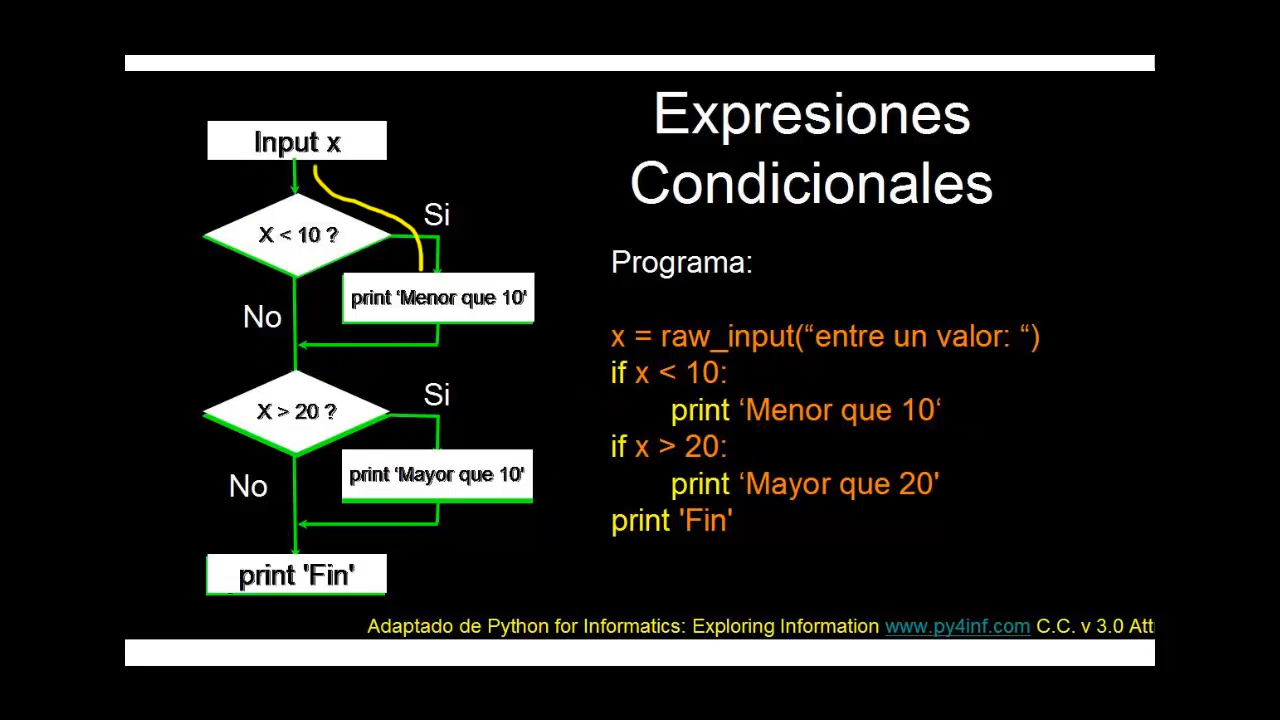 Expresiones
Condicionales
Input x
X < 10 ?
Si
print ‘Menor que 10'
No
X > 20 ?
Si
print ‘Mayor que 10'
No
print 'Fin'
Programa:
x = raw_input(“entre un valor: “)
if x < 10:
print ‘Menor que 10‘
if x > 20:
print ‘Mayor que 20'
print 'Fin'
Adaptado de Python for Informatics: Exploring Information www.py4inf.com C.C. v 3.0 Att